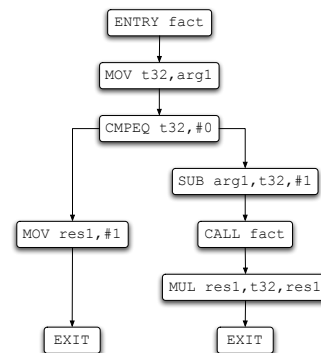 ENTRY fact
MOV t32,arg1
CMPEQ t32,#0
SUB arg1,t32,#1
MOV res1,#1
CALL fact
MUL res1,t32,res1
EXIT
EXIT